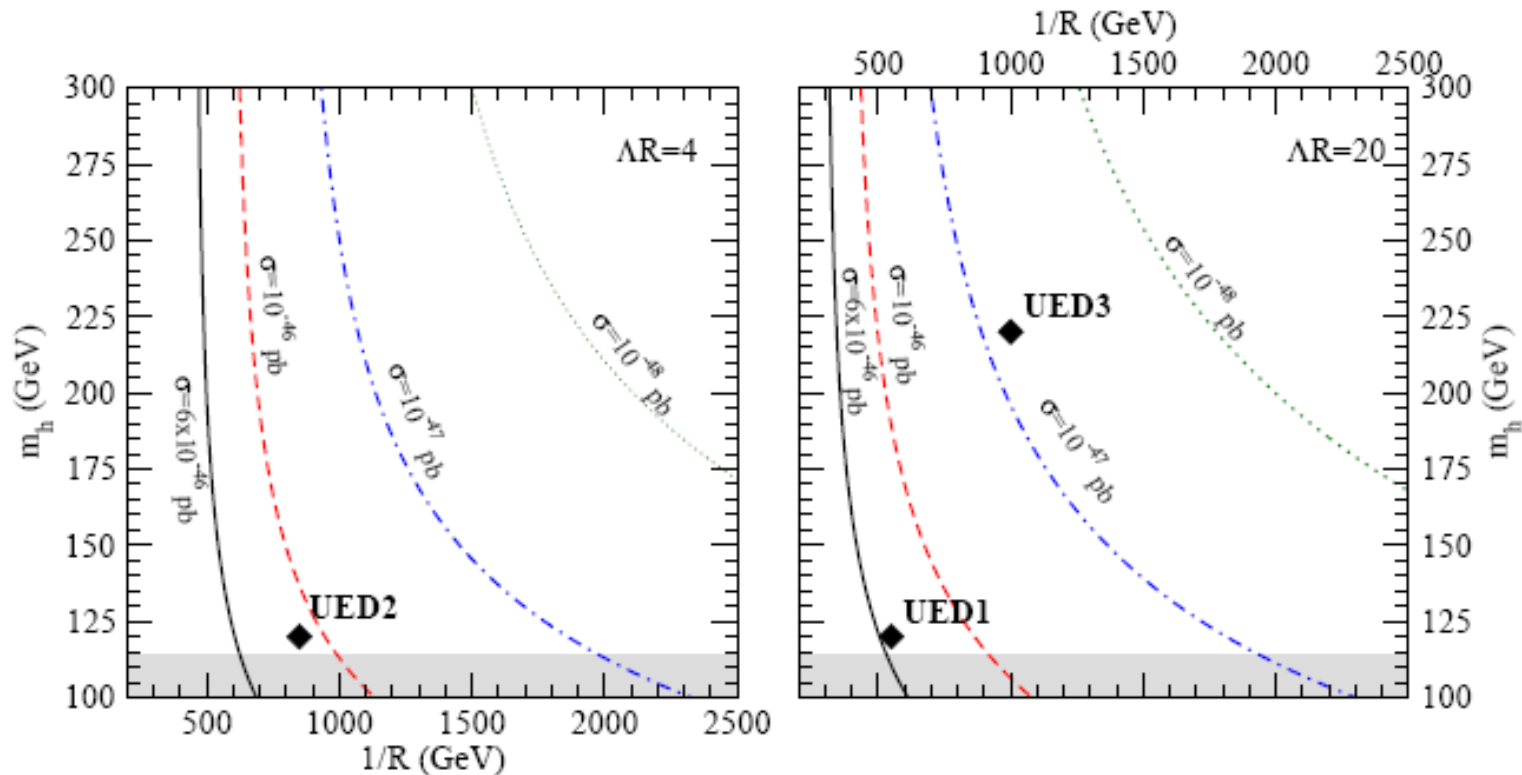 300
275
250
225
200
175
150
125
100
m_h (GeV)
500 1000 1500 2000 2500
1/R (GeV)
ΛR=4
σ=6x10^-46 pb
σ=10^-46 pb
σ=10^-47 pb
σ=10^-48 pb
UED2
1/R (GeV)
500 1000 1500 2000 2500
ΛR=20
σ=6x10^-46 pb
σ=10^-46 pb
σ=10^-47 pb
σ=10^-48 pb
UED3
UED1
300
275
250
225
200
175
150
125
100
m_h (GeV)